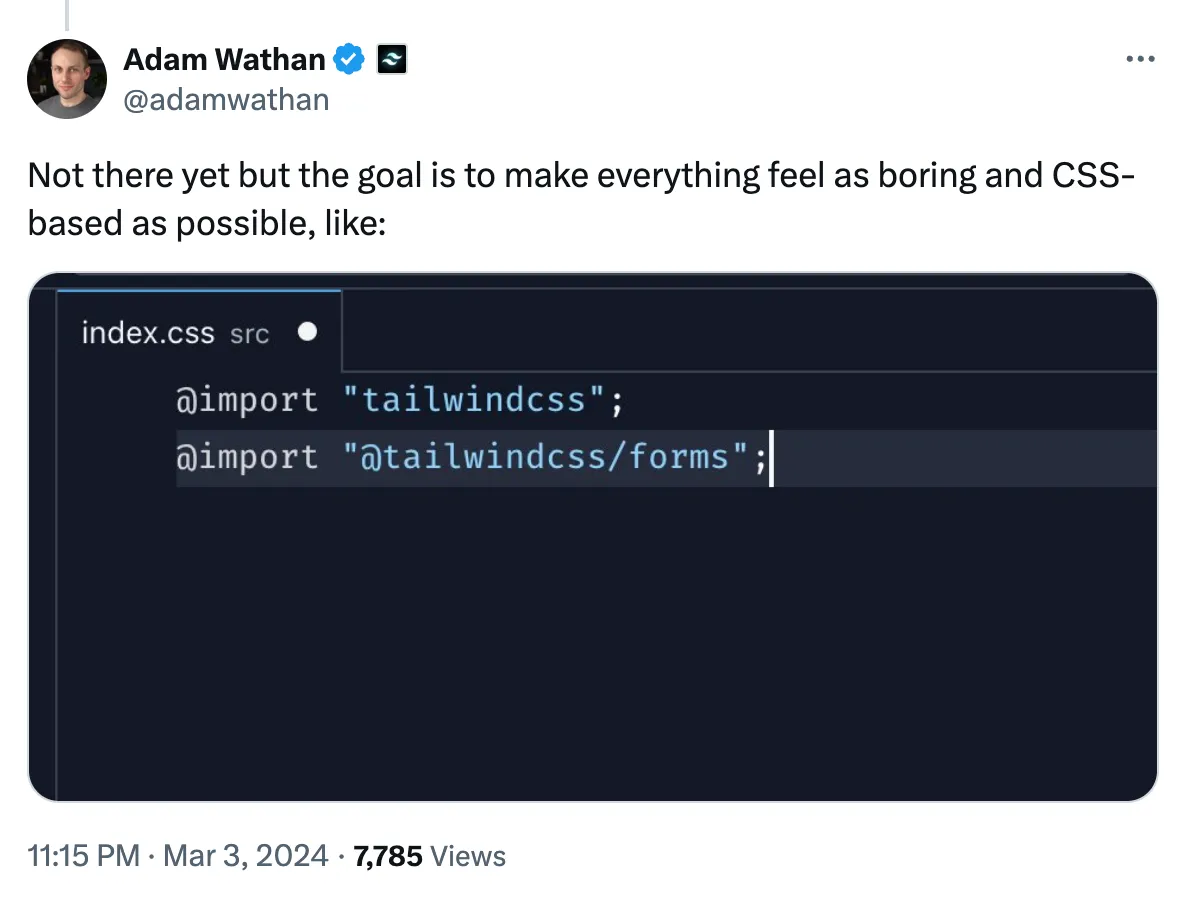 Adam Wathan
@adamwathan
Not there yet but the goal is to make everything feel as boring and CSS-
based as possible, like:
index.css src
@import "tailwindcss";
@import "@tailwindcss/forms";
11:15 PM · Mar 3, 2024 · 7,785 Views